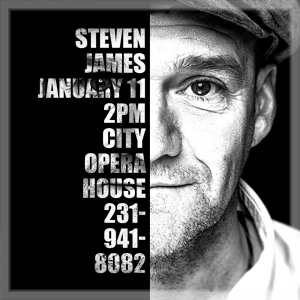 STEVEN
JAMES
JANUARY 11
2PM
CITY
OPERA
HOUSE
231-
941-
8082